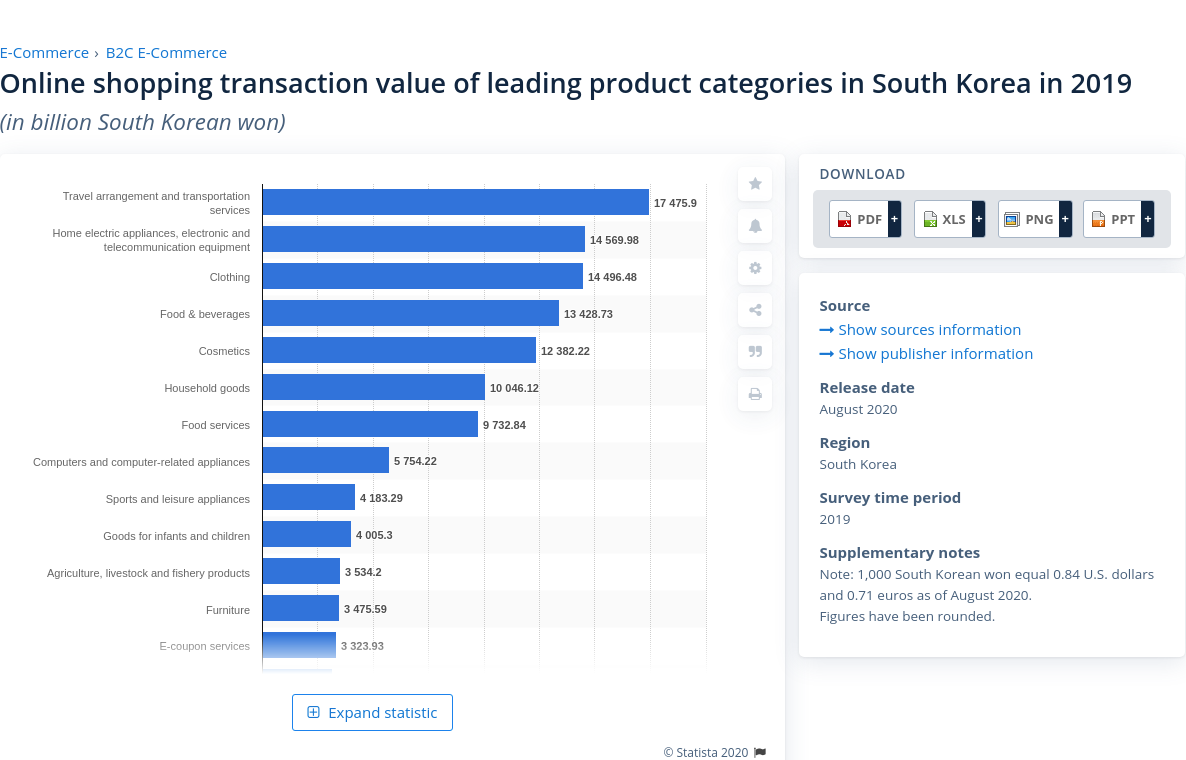 E-Commerce › B2C E-Commerce
Online shopping transaction value of leading product categories in South Korea in 2019
(in billion South Korean won)
Travel arrangement and transportation
services
17 475.9
Home electric appliances, electronic and
telecommunication equipment
14 569.98
Clothing 14 496.48
Food & beverages 13 428.73
Cosmetics 12 382.22
Household goods 10 046.12
Food services 9 732.84
Computers and computer-related appliances 5 754.22
Sports and leisure appliances 4 183.29
Goods for infants and children 4 005.3
Agriculture, livestock and fishery products 3 534.2
Furniture 3 475.59
E-coupon services 3 323.93
Expand statistic
© Statista 2020
DOWNLOAD
PDF + XLS + PNG + PPT +
Source
Show sources information
Show publisher information
Release date
August 2020
Region
South Korea
Survey time period
2019
Supplementary notes
Note: 1,000 South Korean won equal 0.84 U.S. dollars
and 0.71 euros as of August 2020.
Figures have been rounded.